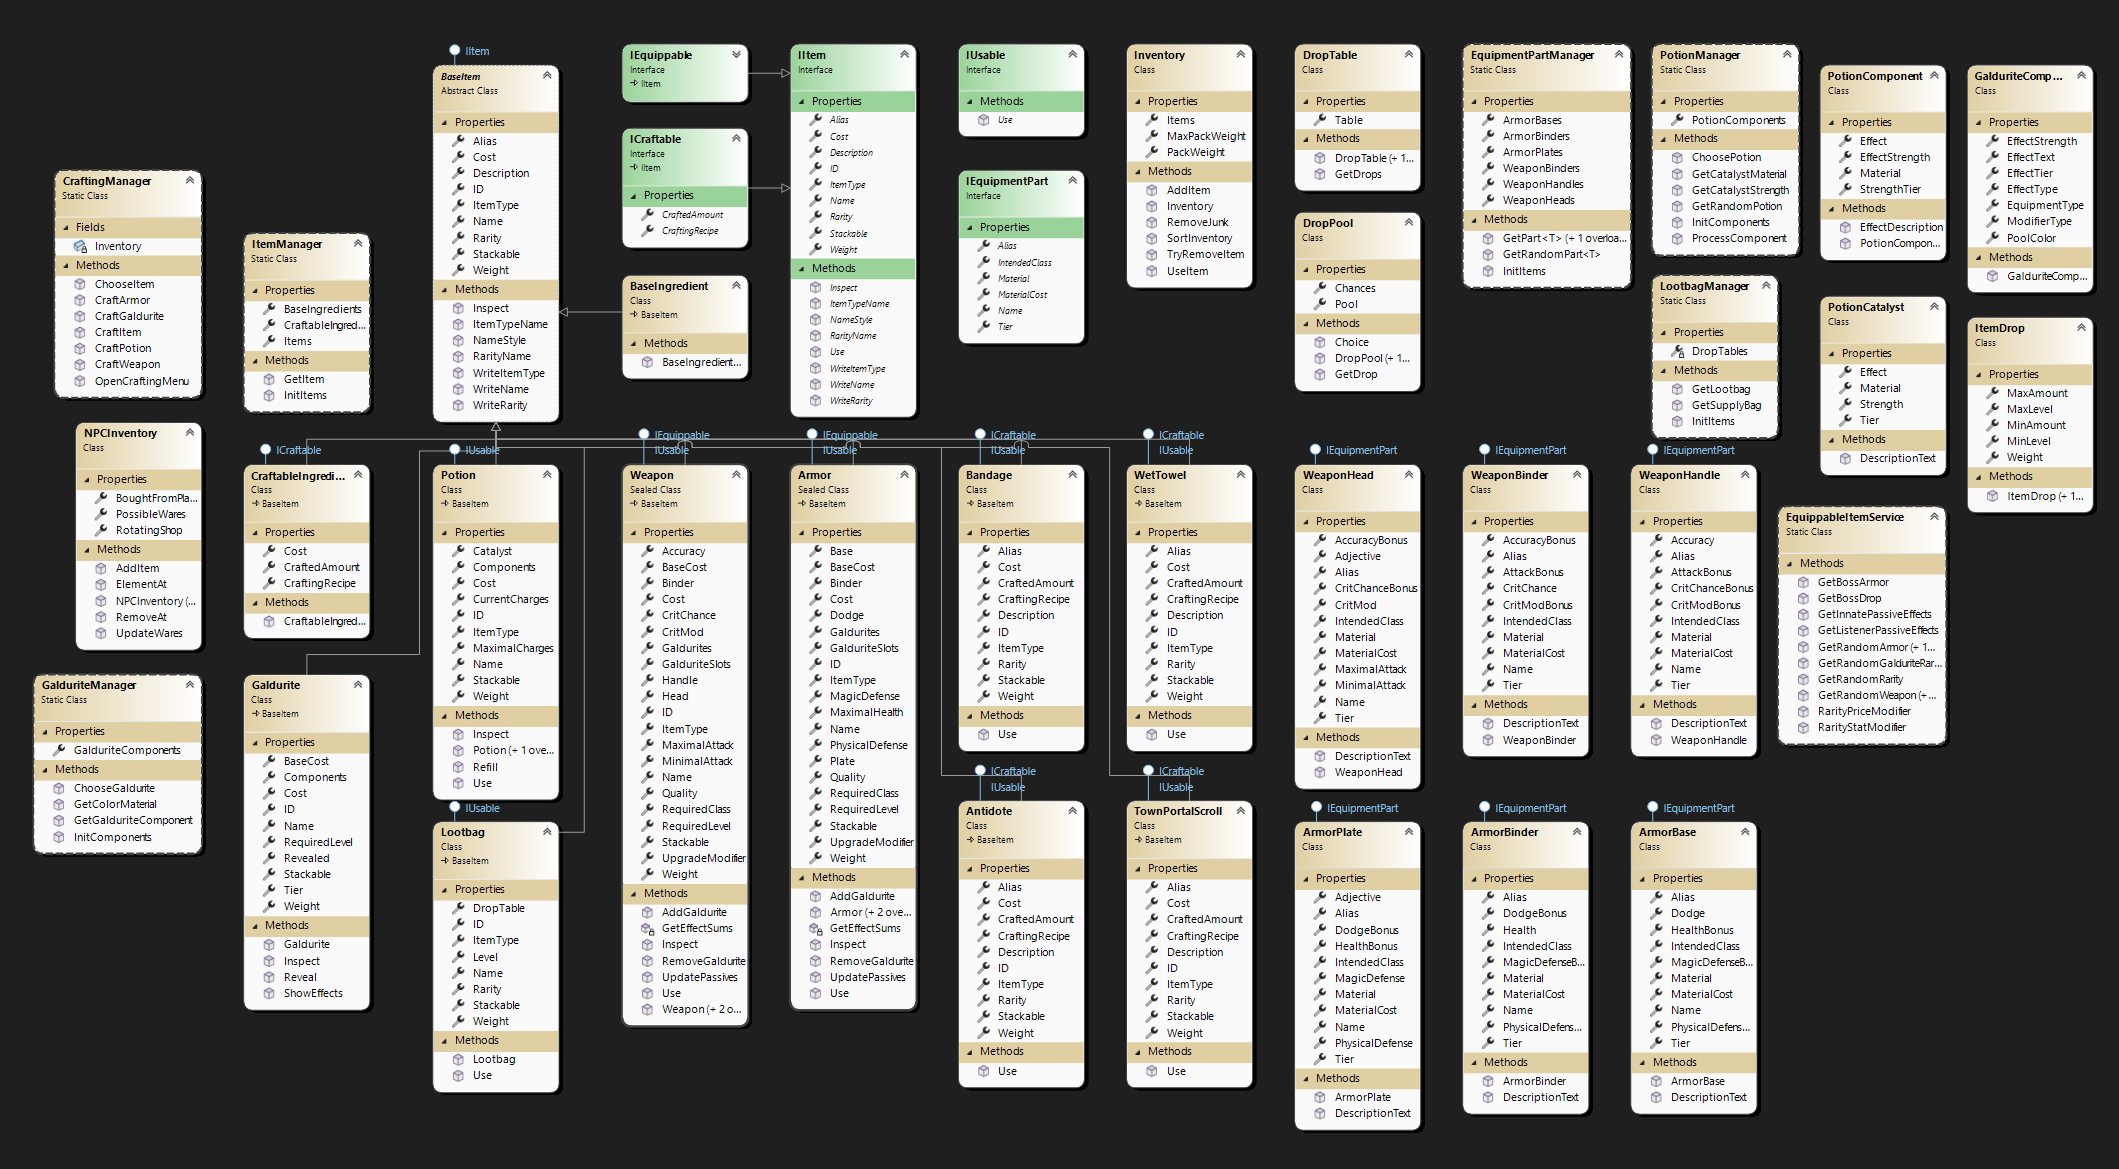 IItem
BaseItem
Abstract Class
Properties
Alias
Cost
Description
ID
ItemType
Name
Rarity
Stackable
Weight
Methods
Inspect
ItemTypeName
NameStyle
RarityName
WriteItemType
WriteName
WriteRarity
IEquippable
Interface
IItem
ICraftable
Interface
IItem
Properties
CraftedAmount
CraftingRecipe
BaseIngredient
Class
BaseItem
Methods
BaseIngredient...
IItem
Interface
Properties
Alias
Cost
Description
ID
ItemType
Name
Rarity
Stackable
Weight
Methods
Inspect
ItemTypeName
NameStyle
RarityName
Use
WriteItemType
WriteName
WriteRarity
IUsable
Interface
Methods
Use
IEquipmentPart
Interface
Properties
Alias
IntendedClass
Material
MaterialCost
Name
Tier
Inventory
Class
Properties
Items
MaxPackWeight
PackWeight
Methods
AddItem
Inventory
RemoveJunk
SortInventory
TryRemoveItem
UseItem
DropTable
Class
Properties
Table
Methods
DropTable (+ 1...
GetDrops
DropPool
Class
Properties
Chances
Pool
Methods
Choice
DropPool (+ 1...
GetDrop
EquipmentPartManager
Static Class
Properties
ArmorBases
ArmorBinders
ArmorPlates
WeaponBinders
WeaponHandles
WeaponHeads
Methods
GetPart<T> (+ 1 overloa...
GetRandomPart<T>
InitItems
PotionManager
Static Class
Properties
PotionComponents
Methods
ChoosePotion
GetCatalystMaterial
GetCatalystStrength
GetRandomPotion
InitComponents
ProcessComponent
LootbagManager
Static Class
Properties
DropTables
Methods
GetLootbag
GetSupplyBag
InitItems
PotionComponent
Class
Properties
Effect
EffectStrength
Material
StrengthTier
Methods
EffectDescription
PotionCompon...
PotionCatalyst
Class
Properties
Effect
Material
Strength
Tier
Methods
DescriptionText
GalduriteComp...
Class
Properties
EffectStrength
EffectText
EffectTier
EffectType
EquipmentType
ModifierType
PoolColor
Methods
GalduriteComp...
ItemDrop
Class
Properties
MaxAmount
MaxLevel
MinAmount
MinLevel
Weight
Methods
ItemDrop (+ 1...
CraftingManager
Static Class
Fields
Inventory
Methods
ChooseItem
CraftArmor
CraftGaldurite
CraftItem
CraftPotion
CraftWeapon
OpenCraftingMenu
ItemManager
Static Class
Properties
BaseIngredients
CraftableIngred...
Items
Methods
GetItem
InitItems
NPCInventory
Class
Properties
BoughtFromPla...
PossibleWares
RotatingShop
Methods
AddItem
ElementAt
NPCInventory (...
RemoveAt
UpdateWares
ICraftable
CraftableIngredi...
Class
BaseItem
Properties
Cost
CraftedAmount
CraftingRecipe
Methods
CraftableIngred...
GalduriteManager
Static Class
Properties
GalduriteComponents
Methods
ChooseGaldurite
GetColorMaterial
GetGalduriteComponent
InitComponents
Galdurite
Class
BaseItem
Properties
BaseCost
Components
Cost
ID
Name
RequiredLevel
Revealed
Stackable
Tier
Weight
Methods
Galdurite
Inspect
Reveal
ShowEffects
IUsable
Potion
Class
BaseItem
Properties
Catalyst
Components
Cost
CurrentCharges
ID
ItemType
MaximalCharges
Name
Stackable
Weight
Methods
Inspect
Potion (+ 1 ove...
Refill
Use
IUsable
Lootbag
Class
BaseItem
Properties
DropTable
ID
ItemType
Level
Name
Rarity
Stackable
Weight
Methods
Lootbag
Use
IEquippable
IUsable
Weapon
Sealed Class
BaseItem
Properties
Accuracy
BaseCost
Binder
Cost
CritChance
CritMod
Galdurites
GalduriteSlots
Handle
Head
ID
ItemType
MaximalAttack
MinimalAttack
Name
Quality
RequiredClass
RequiredLevel
Stackable
UpgradeModifier
Weight
Methods
AddGaldurite
GetEffectSums
Inspect
RemoveGaldurite
UpdatePassives
Use
Weapon (+ 2 o...
IEquippable
IUsable
Armor
Sealed Class
BaseItem
Properties
Base
BaseCost
Binder
Cost
Dodge
Galdurites
GalduriteSlots
ID
ItemType
MagicDefense
MaximalHealth
Name
PhysicalDefense
Plate
Quality
RequiredClass
RequiredLevel
Stackable
UpgradeModifier
Weight
Methods
AddGaldurite
Armor (+ 2 ove...
GetEffectSums
Inspect
RemoveGaldurite
UpdatePassives
Use
ICraftable
IUsable
Bandage
Class
BaseItem
Properties
Alias
Cost
CraftedAmount
CraftingRecipe
Description
ID
ItemType
Rarity
Stackable
Weight
Methods
Use
ICraftable
IUsable
Antidote
Class
BaseItem
Properties
Alias
Cost
CraftedAmount
CraftingRecipe
Description
ID
ItemType
Rarity
Stackable
Weight
Methods
Use
ICraftable
IUsable
WetTowel
Class
BaseItem
Properties
Alias
Cost
CraftedAmount
CraftingRecipe
Description
ID
ItemType
Rarity
Stackable
Weight
Methods
Use
ICraftable
IUsable
TownPortalScroll
Class
BaseItem
Properties
Alias
Cost
CraftedAmount
CraftingRecipe
Description
ID
ItemType
Rarity
Stackable
Weight
Methods
Use
IEquipmentPart
WeaponHead
Class
Properties
AccuracyBonus
Adjective
Alias
CritChanceBonus
CritMod
IntendedClass
Material
MaterialCost
MaximalAttack
MinimalAttack
Name
Tier
Methods
DescriptionText
WeaponHead
IEquipmentPart
ArmorPlate
Class
Properties
Adjective
Alias
DodgeBonus
HealthBonus
IntendedClass
MagicDefense
Material
MaterialCost
Name
PhysicalDefense
Tier
Methods
ArmorPlate
DescriptionText
IEquipmentPart
WeaponBinder
Class
Properties
AccuracyBonus
Alias
AttackBonus
CritChance
CritModBonus
IntendedClass
Material
MaterialCost
Name
Tier
Methods
DescriptionText
WeaponBinder
IEquipmentPart
ArmorBinder
Class
Properties
Alias
DodgeBonus
Health
IntendedClass
MagicDefenseB...
Material
MaterialCost
Name
PhysicalDefens...
Tier
Methods
ArmorBinder
DescriptionText
IEquipmentPart
WeaponHandle
Class
Properties
Accuracy
Alias
AttackBonus
CritChanceBonus
CritModBonus
IntendedClass
Material
MaterialCost
Name
Tier
Methods
DescriptionText
WeaponHandle
IEquipmentPart
ArmorBase
Class
Properties
Alias
Dodge
HealthBonus
IntendedClass
MagicDefenseB...
Material
MaterialCost
Name
PhysicalDefens...
Tier
Methods
ArmorBase
DescriptionText
EquippableItemService
Static Class
Methods
GetBossArmor
GetBossDrop
GetInnatePassiveEffects
GetListenerPassiveEffects
GetRandomArmor (+ 1...
GetRandomGalduriteRar...
GetRandomRarity
GetRandomWeapon (+ ...
RarityPriceModifier
RarityStatModifier